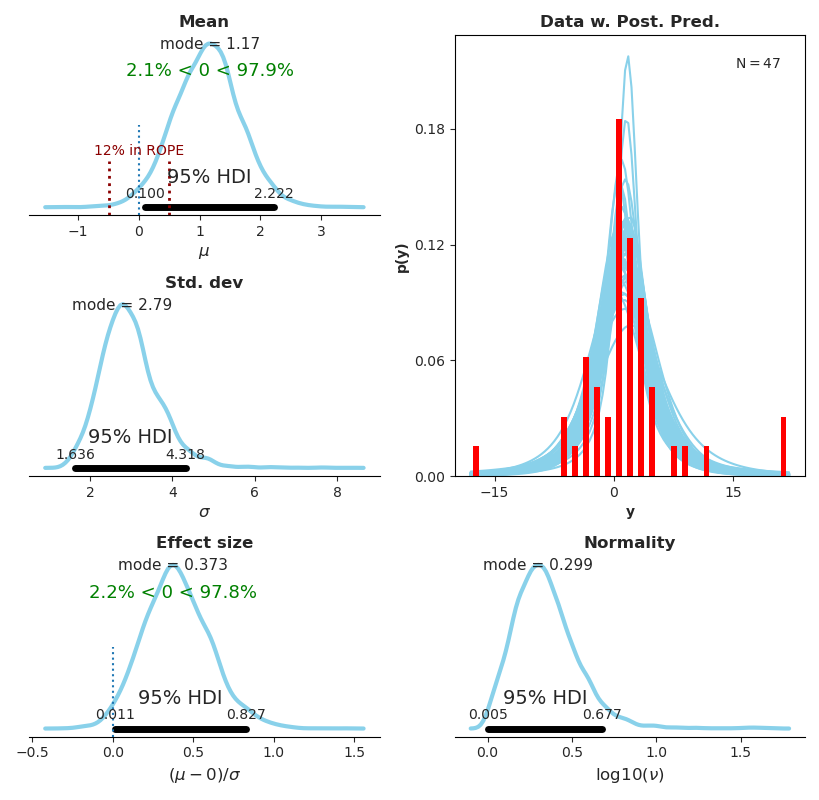 Mean
mode = 1.17
2.1% < 0 < 97.9%
12% in ROPE
95% HDI
0.100 2.222
−1 0 1 2 3
μ
Std. dev
mode = 2.79
95% HDI
1.636 4.318
2 4 6 8
σ
Effect size
mode = 0.373
2.2% < 0 < 97.8%
95% HDI
0.011 0.827
−0.5 0.0 0.5 1.0 1.5
(μ − 0)/σ
Data w. Post. Pred.
N = 47
0.18
0.12
0.06
0.00
p(y)
−15 0 15
y
Normality
mode = 0.299
95% HDI
0.005 0.677
0.0 0.5 1.0 1.5
log10(ν)